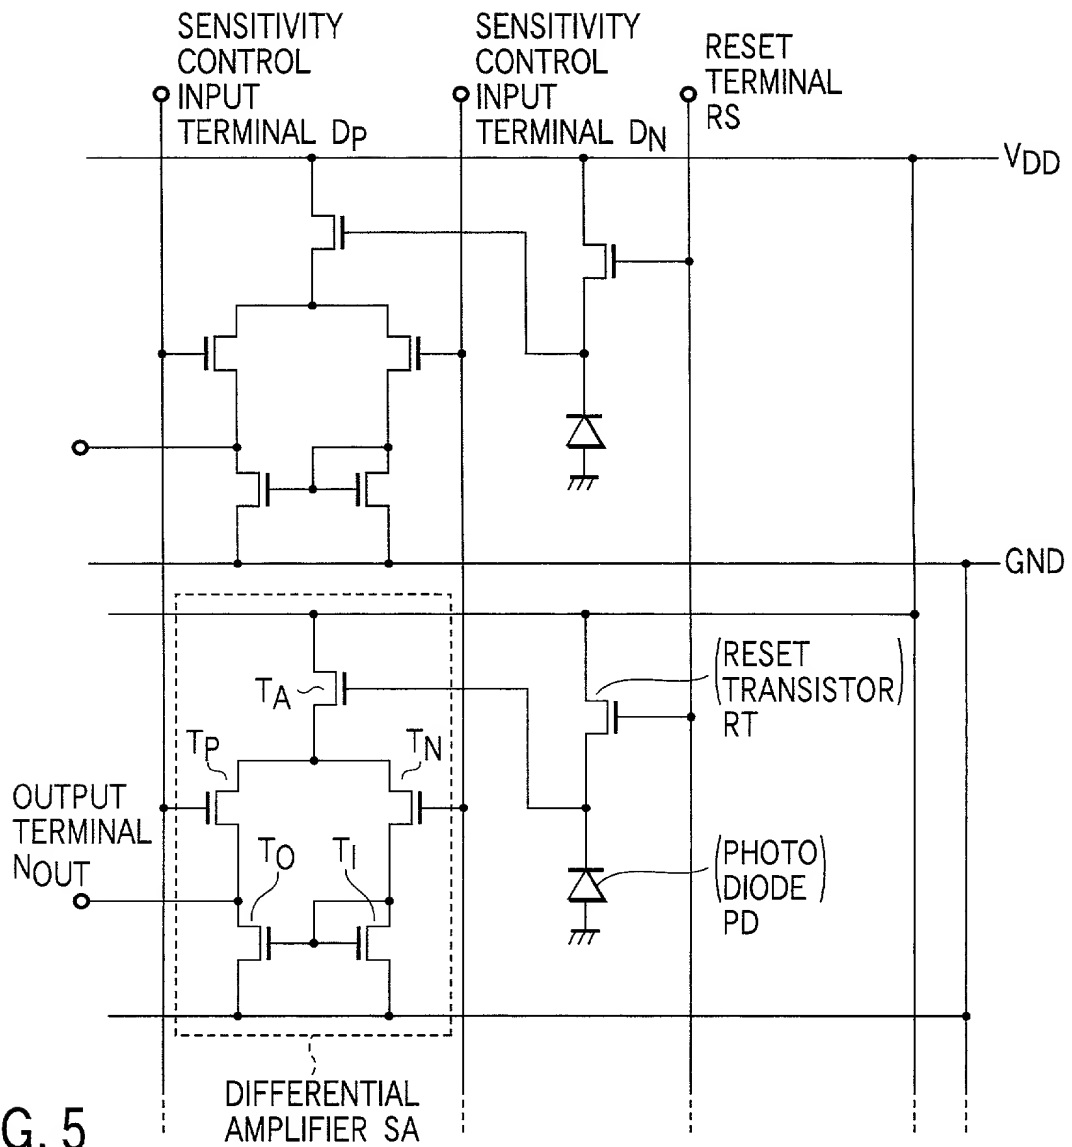 SENSITIVITY
CONTROL
INPUT
TERMINAL DP
SENSITIVITY
CONTROL
INPUT
TERMINAL DN
RESET
TERMINAL
RS
VDD
GND
TA
(RESET
TRANSISTOR)
RT
TP
TN
OUTPUT
TERMINAL
NOUT
TO
TI
(PHOTO
DIODE)
PD
DIFFERENTIAL
AMPLIFIER SA
G. 5